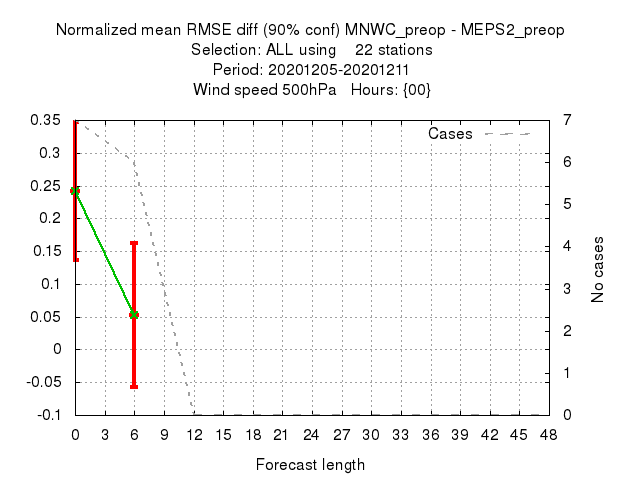 Normalized mean RMSE diff (90% conf) MNWC_preop - MEPS2_preop
Selection: ALL using 22 stations
Period: 20201205-20201211
Wind speed 500hPa Hours: {00}
Cases
0.35
0.3
0.25
0.2
0.15
0.1
0.05
0
-0.05
-0.1
7
6
5
4
3
2
1
0
No cases
0 3 6 9 12 15 18 21 24 27 30 33 36 39 42 45 48
Forecast length